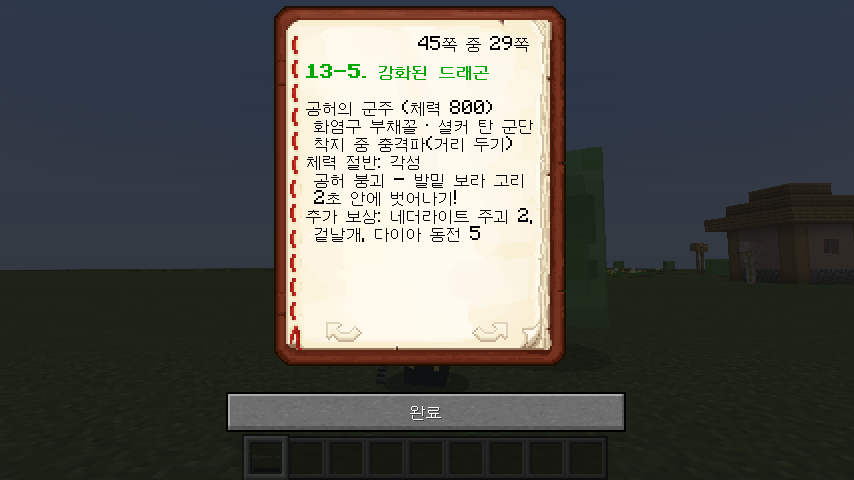 45쪽 중 29쪽
13-5. 강화된 드래곤
공허의 군주 (체력 800)
화염구 부채꼴 · 셜커 탄 군단
착지 중 충격파(거리 두기)
체력 절반: 각성
공허 붕괴 - 발밑 보라 고리
2초 안에 벗어나기!
추가 보상: 네더라이트 주괴 2,
겉날개, 다이아 동전 5
완료